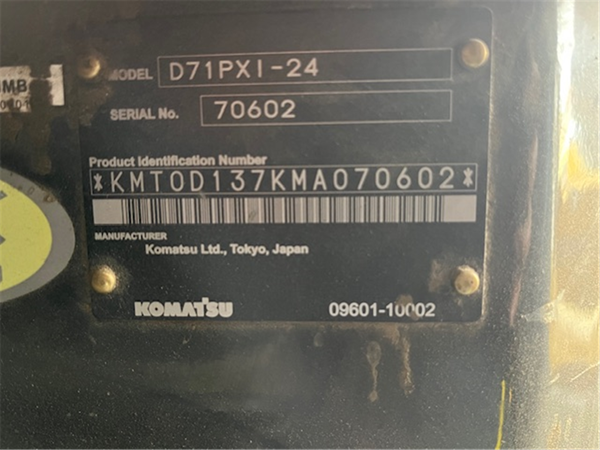 MODEL D71PXI-24
SERIAL No. 70602
Product Identification Number
*KMT0D137KMA070602*
MANUFACTURER
Komatsu Ltd., Tokyo, Japan
KOMATSU 09601-10002